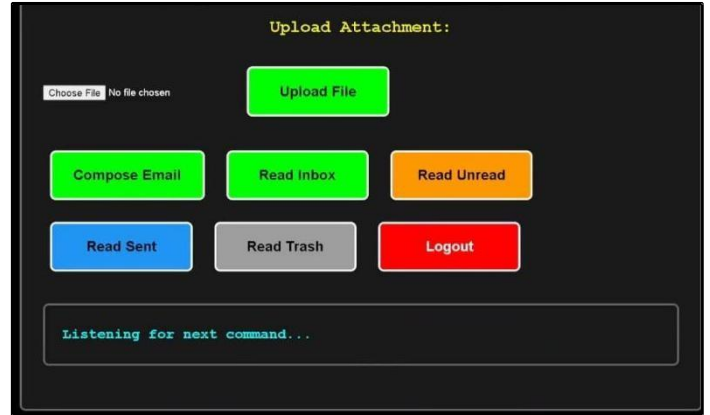 Upload Attachment:
Choose File No file chosen Upload File
Compose Email Read Inbox Read Unread
Read Sent Read Trash Logout
Listening for next command...